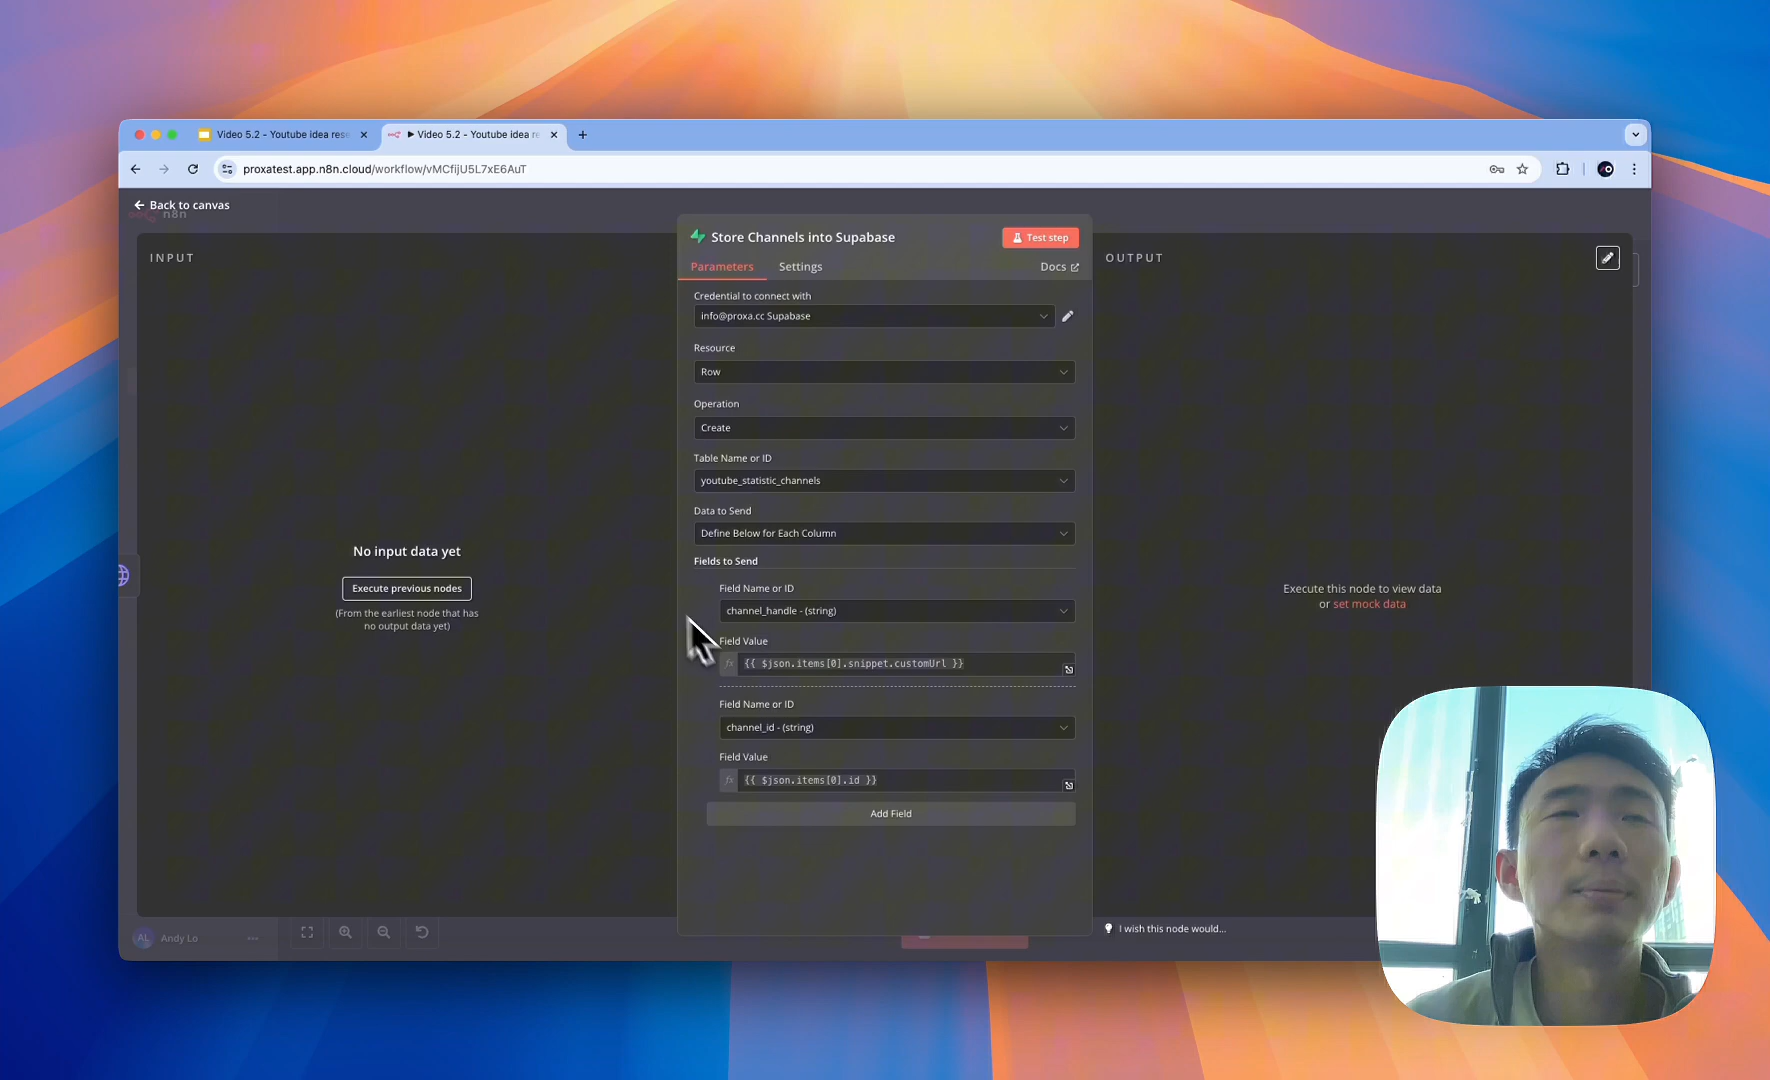 Video 5.2 - Youtube idea rese
Video 5.2 - Youtube idea re
proxatest.app.n8n.cloud/workflow/vMCfijU5L7xE6AuT
Back to canvas
n8n
INPUT
No input data yet
Execute previous nodes
(From the earliest node that has
no output data yet)
Store Channels into Supabase
Test step
Parameters
Settings
Docs
Credential to connect with
info@proxa.cc Supabase
Resource
Row
Operation
Create
Table Name or ID
youtube_statistic_channels
Data to Send
Define Below for Each Column
Fields to Send
Field Name or ID
channel_handle - (string)
Field Value
fx {{ $json.items[0].snippet.customUrl }}
Field Name or ID
channel_id - (string)
Field Value
fx {{ $json.items[0].id }}
Add Field
OUTPUT
Execute this node to view data
or set mock data
I wish this node would...
AL Andy Lo